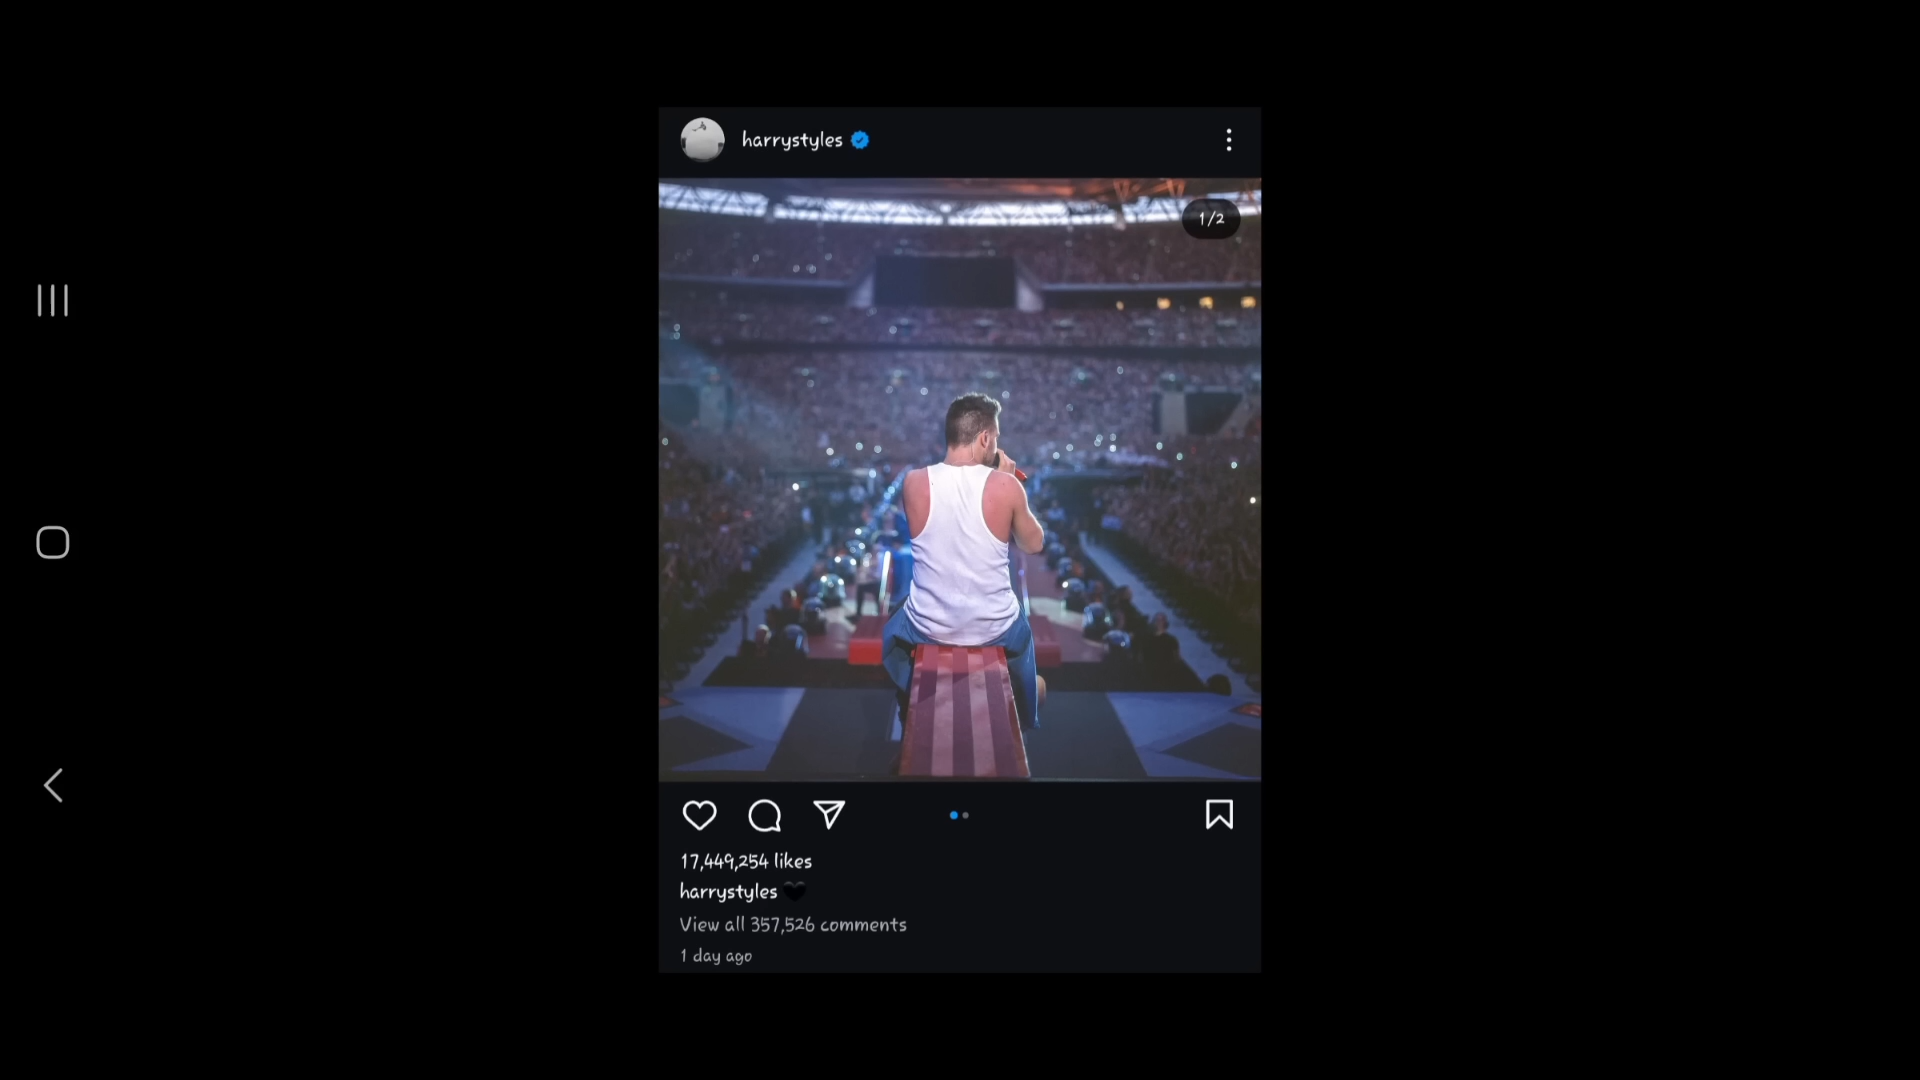 harrystyles
1/2
17,449,254 likes
harrystyles 🖤
View all 357,526 comments
1 day ago